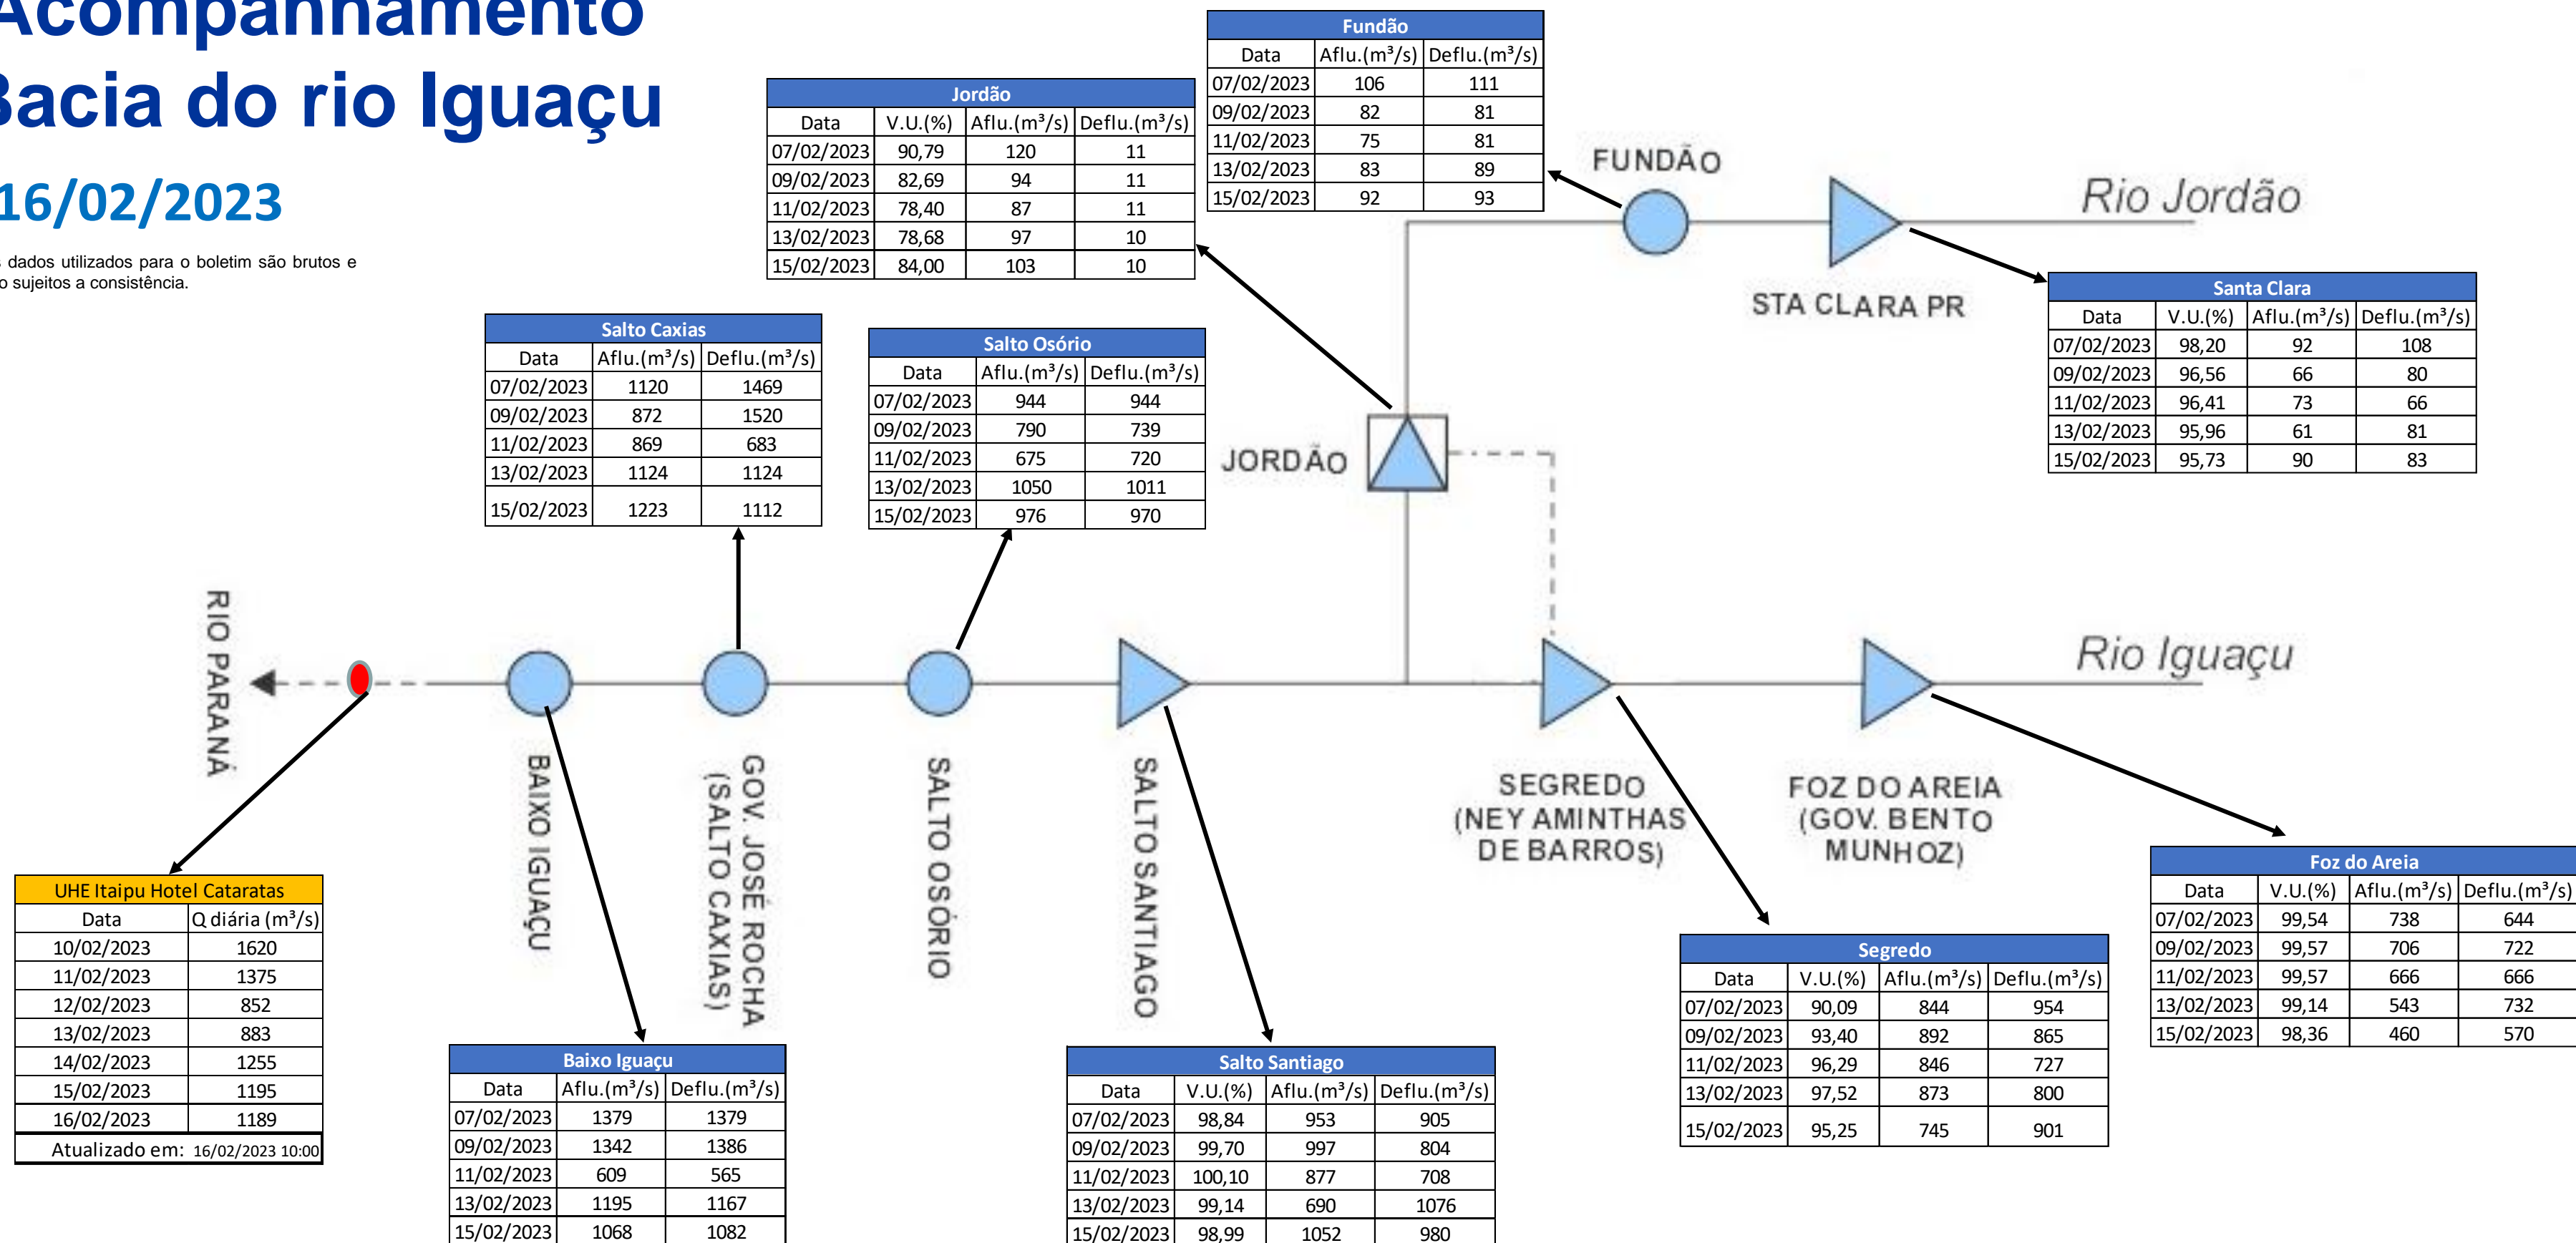 Acompanhamento
Bacia do rio Iguaçu
16/02/2023
dados utilizados para o boletim são brutos e
sujeitos a consistência.
Fundão
Data Aflu.(m³/s) Deflu.(m³/s)
07/02/2023 106 111
09/02/2023 82 81
11/02/2023 75 81
13/02/2023 83 89
15/02/2023 92 93
Jordão
Data V.U.(%) Aflu.(m³/s) Deflu.(m³/s)
07/02/2023 90,79 120 11
09/02/2023 82,69 94 11
11/02/2023 78,40 87 11
13/02/2023 78,68 97 10
15/02/2023 84,00 103 10
FUNDÃO
Rio Jordão
STA CLARA PR
Santa Clara
Data V.U.(%) Aflu.(m³/s) Deflu.(m³/s)
07/02/2023 98,20 92 108
09/02/2023 96,56 66 80
11/02/2023 96,41 73 66
13/02/2023 95,96 61 81
15/02/2023 95,73 90 83
Salto Caxias
Data Aflu.(m³/s) Deflu.(m³/s)
07/02/2023 1120 1469
09/02/2023 872 1520
11/02/2023 869 683
13/02/2023 1124 1124
15/02/2023 1223 1112
Salto Osório
Data Aflu.(m³/s) Deflu.(m³/s)
07/02/2023 944 944
09/02/2023 790 739
11/02/2023 675 720
13/02/2023 1050 1011
15/02/2023 976 970
JORDÃO
RIO PARANÁ
Rio Iguaçu
BAIXO IGUAÇU
GOV. JOSÉ ROCHA
(SALTO CAXIAS)
SALTO OSÓRIO
SALTO SANTIAGO
SEGREDO
(NEY AMINTHAS
DE BARROS)
FOZ DO AREIA
(GOV. BENTO
MUNHOZ)
UHE Itaipu Hotel Cataratas
Data Q diária (m³/s)
10/02/2023 1620
11/02/2023 1375
12/02/2023 852
13/02/2023 883
14/02/2023 1255
15/02/2023 1195
16/02/2023 1189
Atualizado em: 16/02/2023 10:00
Baixo Iguaçu
Data Aflu.(m³/s) Deflu.(m³/s)
07/02/2023 1379 1379
09/02/2023 1342 1386
11/02/2023 609 565
13/02/2023 1195 1167
15/02/2023 1068 1082
Salto Santiago
Data V.U.(%) Aflu.(m³/s) Deflu.(m³/s)
07/02/2023 98,84 953 905
09/02/2023 99,70 997 804
11/02/2023 100,10 877 708
13/02/2023 99,14 690 1076
15/02/2023 98,99 1052 980
Segredo
Data V.U.(%) Aflu.(m³/s) Deflu.(m³/s)
07/02/2023 90,09 844 954
09/02/2023 93,40 892 865
11/02/2023 96,29 846 727
13/02/2023 97,52 873 800
15/02/2023 95,25 745 901
Foz do Areia
Data V.U.(%) Aflu.(m³/s) Deflu.(m³/s)
07/02/2023 99,54 738 644
09/02/2023 99,57 706 722
11/02/2023 99,57 666 666
13/02/2023 99,14 543 732
15/02/2023 98,36 460 570